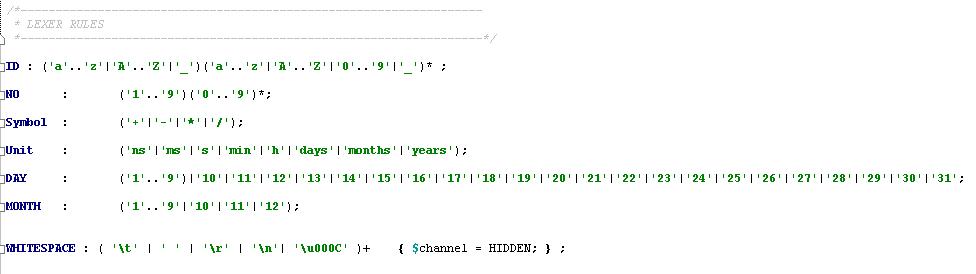 /*------------------------------------------------------------------
 * LEXER RULES
 *------------------------------------------------------------------*/
ID : ('a'..'z'|'A'..'Z'|'_')('a'..'z'|'A'..'Z'|'0'..'9'|'_')* ;
NO : ('1'..'9')('0'..'9')*;
Symbol : ('+'|'-'|'*'|'/');
Unit : ('ns'|'ms'|'s'|'min'|'h'|'days'|'months'|'years');
DAY : ('1'..'9')|'10'|'11'|'12'|'13'|'14'|'15'|'16'|'17'|'18'|'19'|'20'|'21'|'22'|'23'|'24'|'25'|'26'|'27'|'28'|'29'|'30'|'31';
MONTH : ('1'..'9'|'10'|'11'|'12');
WHITESPACE : ( '\t' | ' ' | '\r' | '\n'| '\u000C' )+ { $channel = HIDDEN; } ;